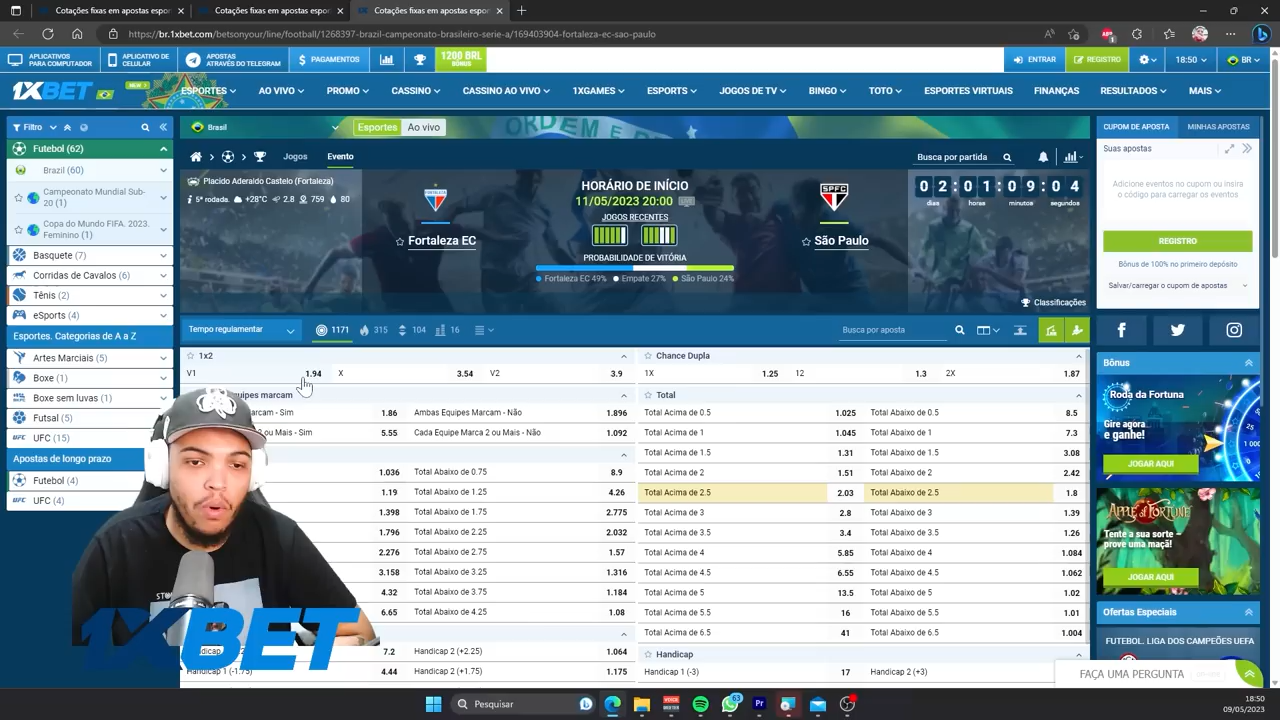 Cotações fixas em apostas espor
Cotações fixas em apostas espor
Cotações fixas em apostas espor
https://br.1xbet.com/betsonyour/line/football/1268397-brazil-campeonato-brasileiro-serie-a/169403904-fortaleza-ec-sao-paulo
APLICATIVOS PARA COMPUTADOR
APLICATIVO DE CELULAR
APOSTAS ATRAVÉS DO TELEGRAM
$ PAGAMENTOS
1200 BRL BÔNUS
ENTRAR
REGISTRO
18:50
BR
1XBET
NEW
ESPORTES
AO VIVO
PROMO
CASSINO
CASSINO AO VIVO
1XGAMES
ESPORTS
JOGOS DE TV
BINGO
TOTO
ESPORTES VIRTUAIS
FINANÇAS
RESULTADOS
MAIS
Filtro
Futebol (62)
Brazil (60)
Campeonato Mundial Sub-
20 (1)
Copa do Mundo FIFA. 2023.
Feminino (1)
Basquete (7)
Corridas de Cavalos (6)
Tênis (2)
eSports (4)
Esportes. Categorias de A a Z
Artes Marciais (5)
Boxe (1)
Boxe sem luvas (1)
Futsal (5)
UFC UFC (15)
Apostas de longo prazo
Futebol (4)
UFC UFC (4)
Brasil
Esportes Ao vivo
ORDEM E
Jogos Evento
Busca por partida
Placido Aderaldo Castelo (Fortaleza)
5ª rodada. +28°C 2.8 759 80
Fortaleza EC
HORÁRIO DE INÍCIO
11/05/2023 20:00
JOGOS RECENTES
PROBABILIDADE DE VITÓRIA
Fortaleza EC 49% Empate 27% São Paulo 24%
SPFC
São Paulo
02:01:09:04
dias horas minutos segundos
Classificações
Tempo regulamentar
1171 315 104 16
Busca por aposta
1x2
V1 1.94 X 3.54 V2 3.9
quipes marcam
arcam - Sim 1.86 Ambas Equipes Marcam - Não 1.896
2 ou Mais - Sim 5.55 Cada Equipe Marca 2 ou Mais - Não 1.092
1.036 Total Abaixo de 0.75 8.9
1.19 Total Abaixo de 1.25 4.26
1.398 Total Abaixo de 1.75 2.775
1.796 Total Abaixo de 2.25 2.032
2.276 Total Abaixo de 2.75 1.57
3.158 Total Abaixo de 3.25 1.316
4.32 Total Abaixo de 3.75 1.184
6.65 Total Abaixo de 4.25 1.08
7.2 Handicap 2 (+2.25) 1.064
Handicap 1 (-1.75) 4.44 Handicap 2 (+1.75) 1.175
Chance Dupla
1X 1.25 12 1.3 2X 1.87
Total
Total Acima de 0.5 1.025 Total Abaixo de 0.5 8.5
Total Acima de 1 1.045 Total Abaixo de 1 7.3
Total Acima de 1.5 1.31 Total Abaixo de 1.5 3.08
Total Acima de 2 1.51 Total Abaixo de 2 2.42
Total Acima de 2.5 2.03 Total Abaixo de 2.5 1.8
Total Acima de 3 2.8 Total Abaixo de 3 1.39
Total Acima de 3.5 3.4 Total Abaixo de 3.5 1.26
Total Acima de 4 5.85 Total Abaixo de 4 1.084
Total Acima de 4.5 6.55 Total Abaixo de 4.5 1.062
Total Acima de 5 13.5 Total Abaixo de 5 1.02
Total Acima de 5.5 16 Total Abaixo de 5.5 1.01
Total Acima de 6.5 41 Total Abaixo de 6.5 1.004
Handicap
Handicap 1 (-3) 17 Handicap 2 (+3)
CUPOM DE APOSTA
MINHAS APOSTAS
Suas apostas
Adicione eventos no cupom ou insira
o código para carregar os eventos
REGISTRO
Bônus de 100% no primeiro depósito
Salvar/carregar o cupom de apostas
Bônus
Roda da Fortuna
Gire agora
e ganhe!
JOGAR AQUI
APPLE OF FORTUNE
Tente a sua sorte –
prove uma maçã!
JOGAR AQUI
Ofertas Especiais
FUTEBOL. LIGA DOS CAMPEÕES UEFA
FAÇA UMA PERGUNTA
1XBET
Pesquisar
63
18:50
09/05/2023